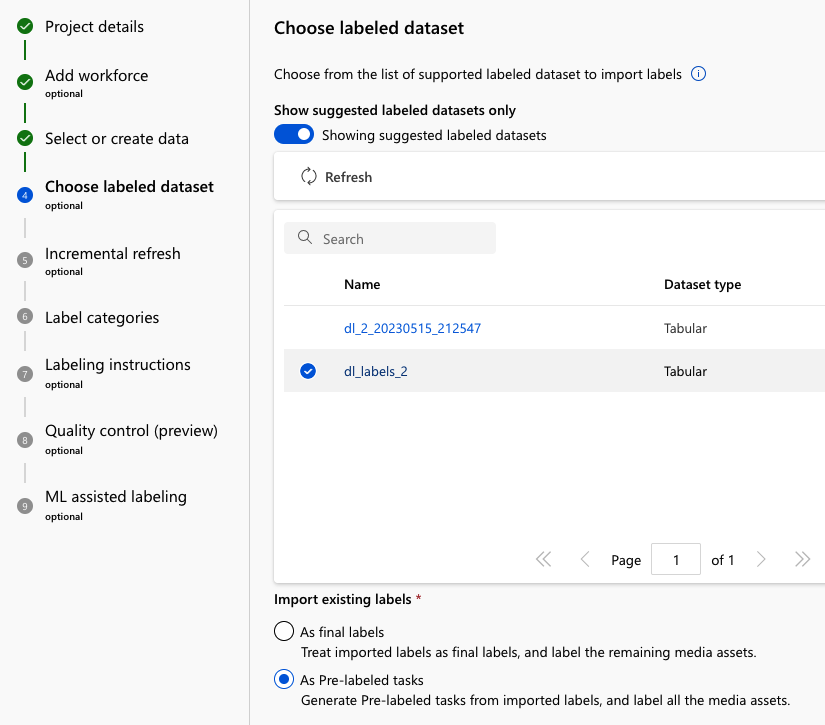 Project details
Add workforce
optional
Select or create data
4
Choose labeled dataset
optional
5
Incremental refresh
optional
6
Label categories
7
Labeling instructions
optional
8
Quality control (preview)
optional
9
ML assisted labeling
optional
Choose labeled dataset
Choose from the list of supported labeled dataset to import labels
Show suggested labeled datasets only
Showing suggested labeled datasets
Refresh
Search
Name Dataset type
dl_2_20230515_212547 Tabular
dl_labels_2 Tabular
Page 1 of 1
Import existing labels *
As final labels
Treat imported labels as final labels, and label the remaining media assets.
As Pre-labeled tasks
Generate Pre-labeled tasks from imported labels, and label all the media assets.